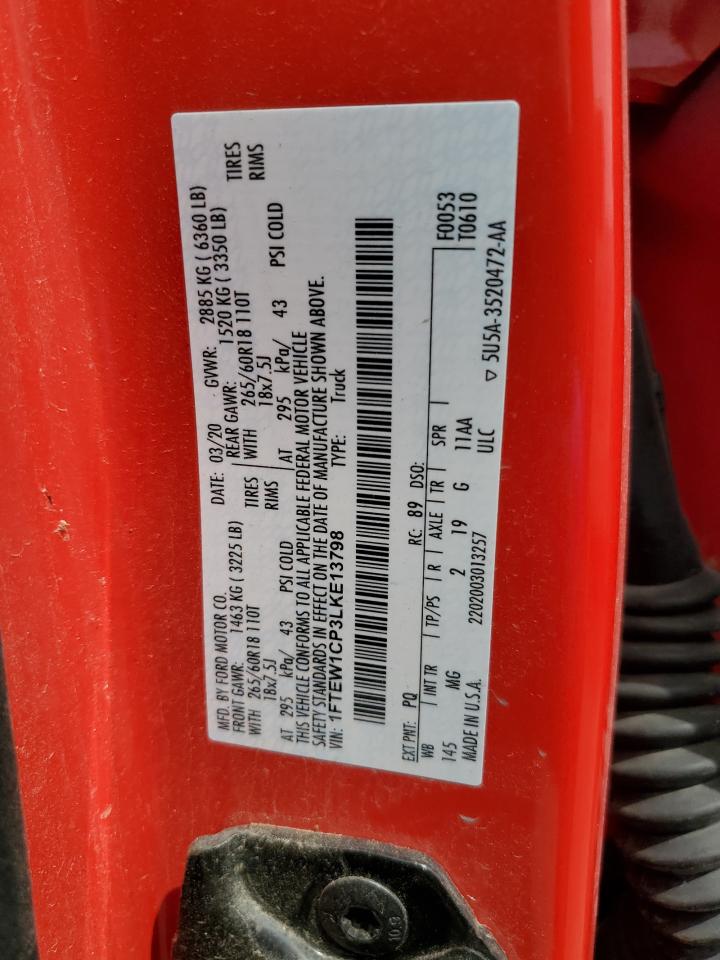 MFD. BY FORD MOTOR CO. DATE: 03/20 GVWR: 2885 KG ( 6360 LB)
FRONT GAWR: 1463 KG ( 3225 LB) REAR GAWR: 1520 KG ( 3350 LB)
WITH 265/60R18 110T TIRES WITH 265/60R18 110T TIRES
18x7.5J RIMS 18x7.5J RIMS
AT 295 kPa/ 43 PSI COLD AT 295 kPa/ 43 PSI COLD
THIS VEHICLE CONFORMS TO ALL APPLICABLE FEDERAL MOTOR VEHICLE
SAFETY STANDARDS IN EFFECT ON THE DATE OF MANUFACTURE SHOWN ABOVE.
VIN: 1FTEW1CP3LKE13798 TYPE: Truck
EXT PNT: PQ RC: 89 DSO: F0053
WB INT TR TP/PS R AXLE TR SPR T0610
145 MG 2 19 G 11AA
MADE IN U.S.A. 2202003013257 ULC ▽ 5U5A-3520472-AA
10.9